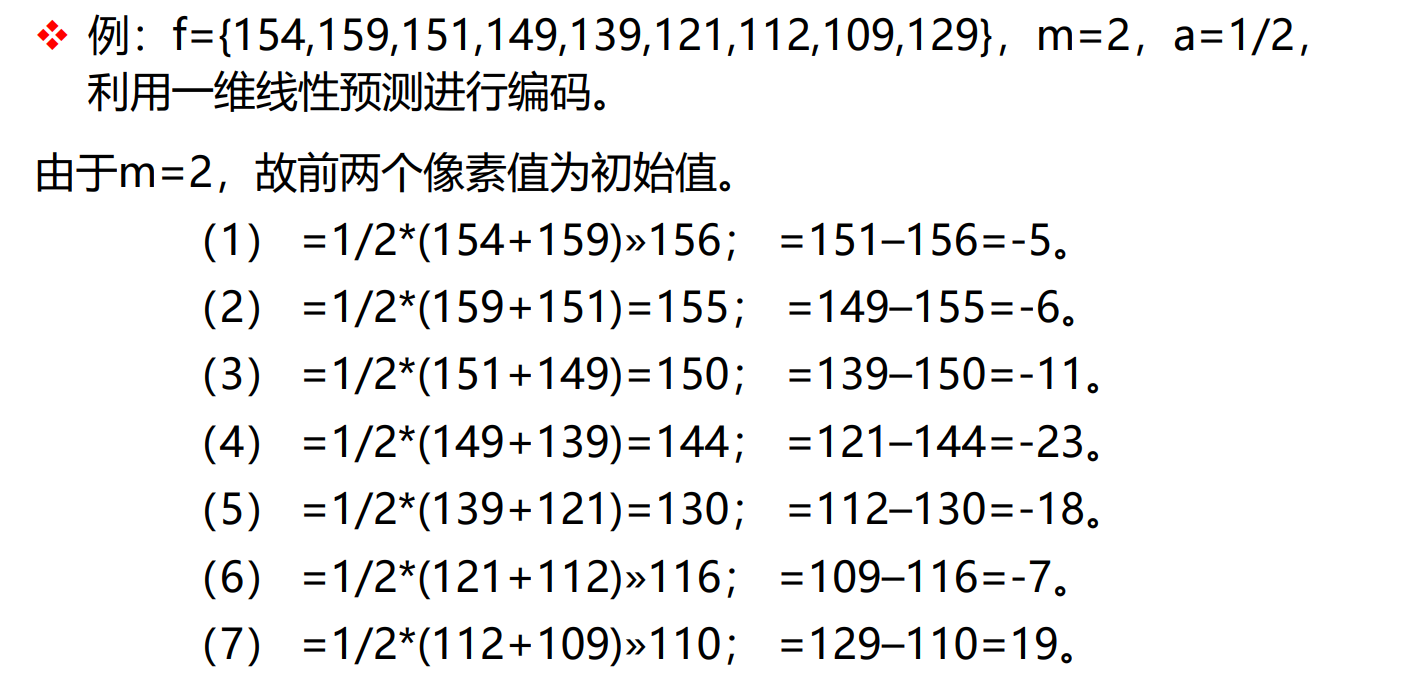 ❖ 例：f={154,159,151,149,139,121,112,109,129}，m=2，a=1/2，
利用一维线性预测进行编码。
由于m=2，故前两个像素值为初始值。
（1） =1/2*(154+159)»156； =151–156=-5。
（2） =1/2*(159+151)=155； =149–155=-6。
（3） =1/2*(151+149)=150； =139–150=-11。
（4） =1/2*(149+139)=144； =121–144=-23。
（5） =1/2*(139+121)=130； =112–130=-18。
（6） =1/2*(121+112)»116； =109–116=-7。
（7） =1/2*(112+109)»110； =129–110=19。